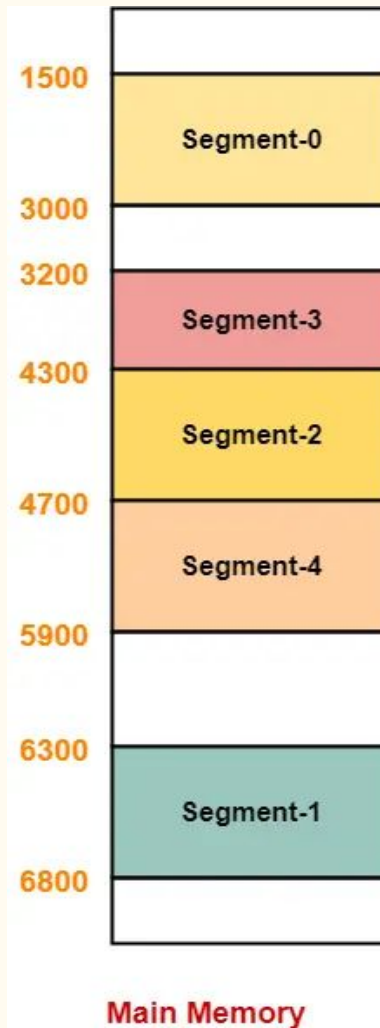 1500
Segment-0
3000
3200
Segment-3
4300
Segment-2
4700
Segment-4
5900
6300
Segment-1
6800
Main Memory